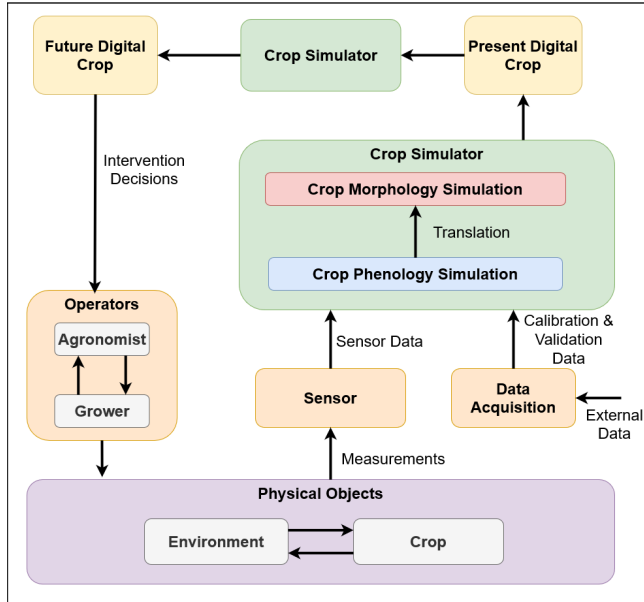 Future Digital
Crop
Crop Simulator
Present Digital
Crop
Intervention
Decisions
Crop Simulator
Crop Morphology Simulation
Translation
Crop Phenology Simulation
Operators
Agronomist
Grower
Sensor Data
Calibration &
Validation
Data
Sensor
Data
Acquisition
External
Data
Measurements
Physical Objects
Environment
Crop